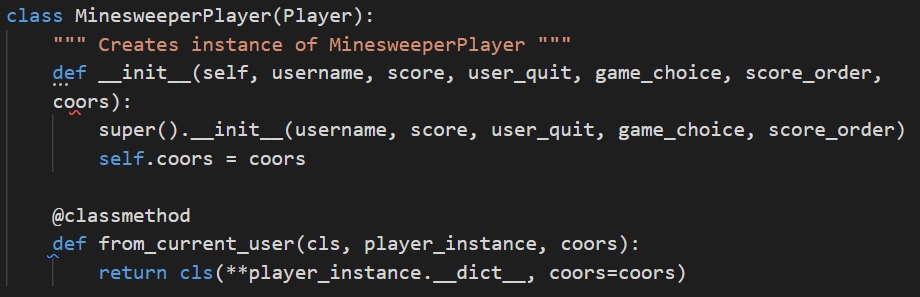 class MinesweeperPlayer(Player):
    """ Creates instance of MinesweeperPlayer """
    def __init__(self, username, score, user_quit, game_choice, score_order,
    coors):
        super().__init__(username, score, user_quit, game_choice, score_order)
        self.coors = coors

    @classmethod
    def from_current_user(cls, player_instance, coors):
        return cls(**player_instance.__dict__, coors=coors)